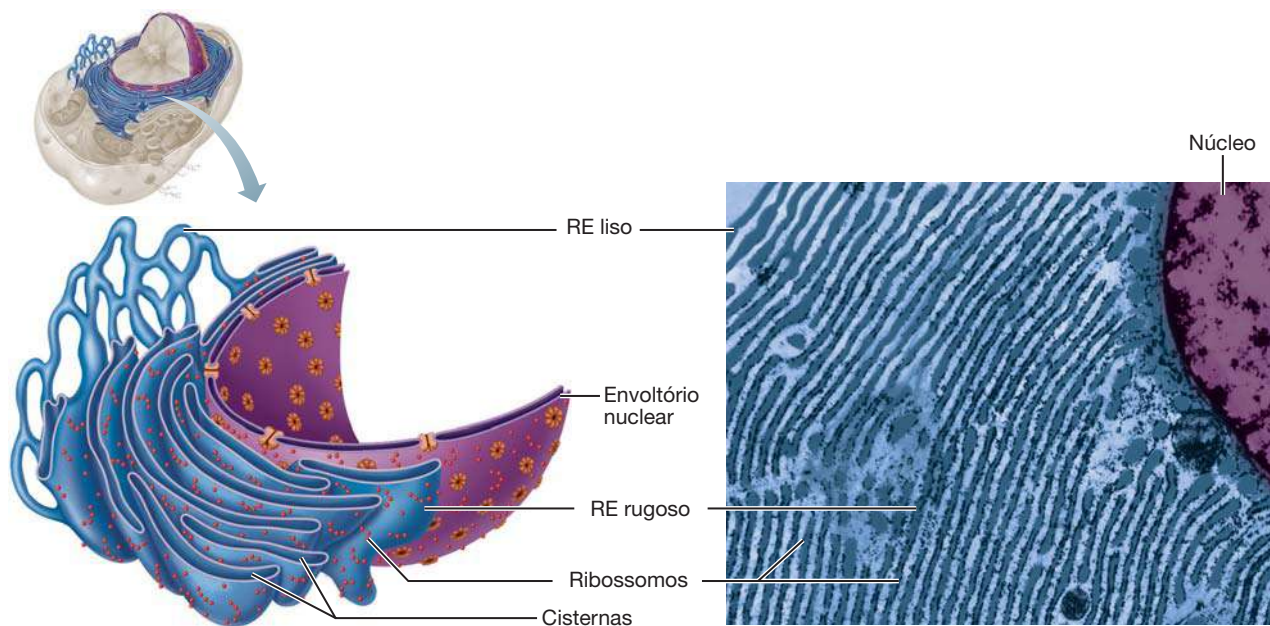 Núcleo
RE liso
Envoltório
nuclear
RE rugoso
Ribossomos
Cisternas